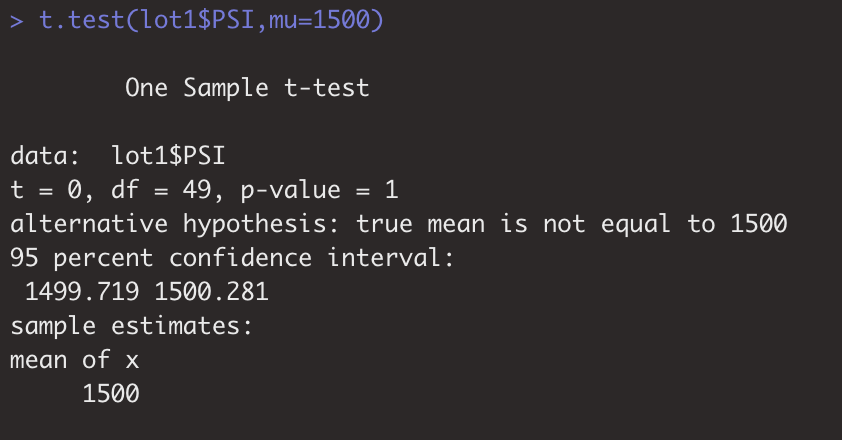 > t.test(lot1$PSI,mu=1500)
One Sample t-test
data:  lot1$PSI
t = 0, df = 49, p-value = 1
alternative hypothesis: true mean is not equal to 1500
95 percent confidence interval:
 1499.719 1500.281
sample estimates:
mean of x
     1500